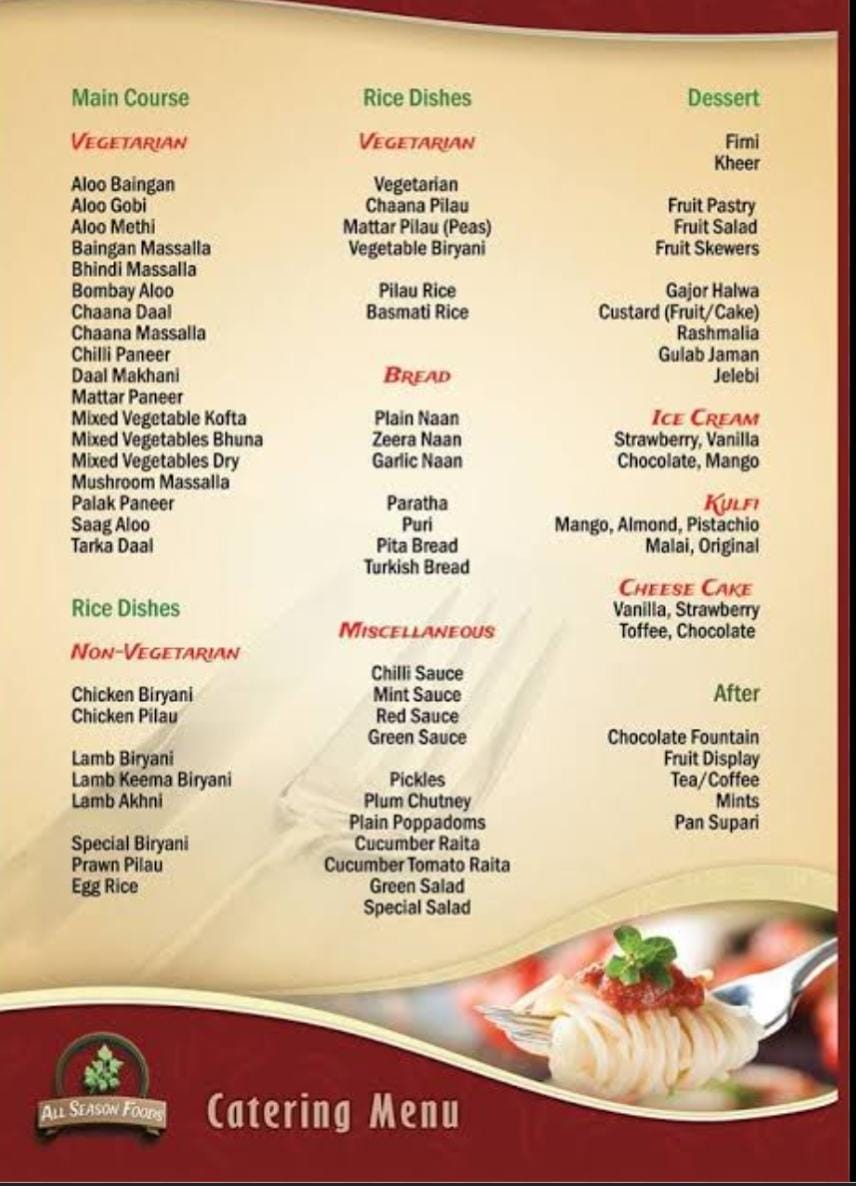 Main Course
VEGETARIAN
Aloo Baingan
Aloo Gobi
Aloo Methi
Baingan Massalla
Bhindi Massalla
Bombay Aloo
Chaana Daal
Chaana Massalla
Chilli Paneer
Daal Makhani
Mattar Paneer
Mixed Vegetable Kofta
Mixed Vegetables Bhuna
Mixed Vegetables Dry
Mushroom Massalla
Palak Paneer
Saag Aloo
Tarka Daal
Rice Dishes
NON-VEGETARIAN
Chicken Biryani
Chicken Pilau
Lamb Biryani
Lamb Keema Biryani
Lamb Akhni
Special Biryani
Prawn Pilau
Egg Rice
Rice Dishes
VEGETARIAN
Vegetarian
Chaana Pilau
Mattar Pilau (Peas)
Vegetable Biryani
Pilau Rice
Basmati Rice
BREAD
Plain Naan
Zeera Naan
Garlic Naan
Paratha
Puri
Pita Bread
Turkish Bread
MISCELLANEOUS
Chilli Sauce
Mint Sauce
Red Sauce
Green Sauce
Pickles
Plum Chutney
Plain Poppadoms
Cucumber Raita
Cucumber Tomato Raita
Green Salad
Special Salad
Dessert
Firni
Kheer
Fruit Pastry
Fruit Salad
Fruit Skewers
Gajor Halwa
Custard (Fruit/Cake)
Rashmalia
Gulab Jaman
Jelebi
ICE CREAM
Strawberry, Vanilla
Chocolate, Mango
KULFI
Mango, Almond, Pistachio
Malai, Original
CHEESE CAKE
Vanilla, Strawberry
Toffee, Chocolate
After
Chocolate Fountain
Fruit Display
Tea/Coffee
Mints
Pan Supari
ALL SEASON FOODS
Catering Menu